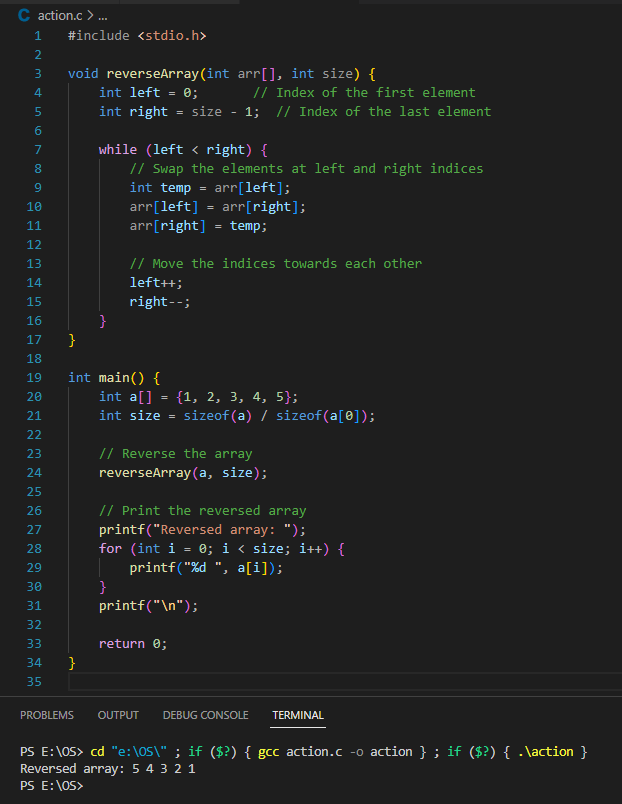 C action.c > ...
1 #include <stdio.h>
2
3 void reverseArray(int arr[], int size) {
4     int left = 0;       // Index of the first element
5     int right = size - 1;  // Index of the last element
6
7     while (left < right) {
8         // Swap the elements at left and right indices
9         int temp = arr[left];
10         arr[left] = arr[right];
11         arr[right] = temp;
12
13         // Move the indices towards each other
14         left++;
15         right--;
16     }
17 }
18
19 int main() {
20     int a[] = {1, 2, 3, 4, 5};
21     int size = sizeof(a) / sizeof(a[0]);
22
23     // Reverse the array
24     reverseArray(a, size);
25
26     // Print the reversed array
27     printf("Reversed array: ");
28     for (int i = 0; i < size; i++) {
29         printf("%d ", a[i]);
30     }
31     printf("\n");
32
33     return 0;
34 }
35
PROBLEMS OUTPUT DEBUG CONSOLE TERMINAL
PS E:\OS> cd "e:\OS\" ; if ($?) { gcc action.c -o action } ; if ($?) { .\action }
Reversed array: 5 4 3 2 1
PS E:\OS>